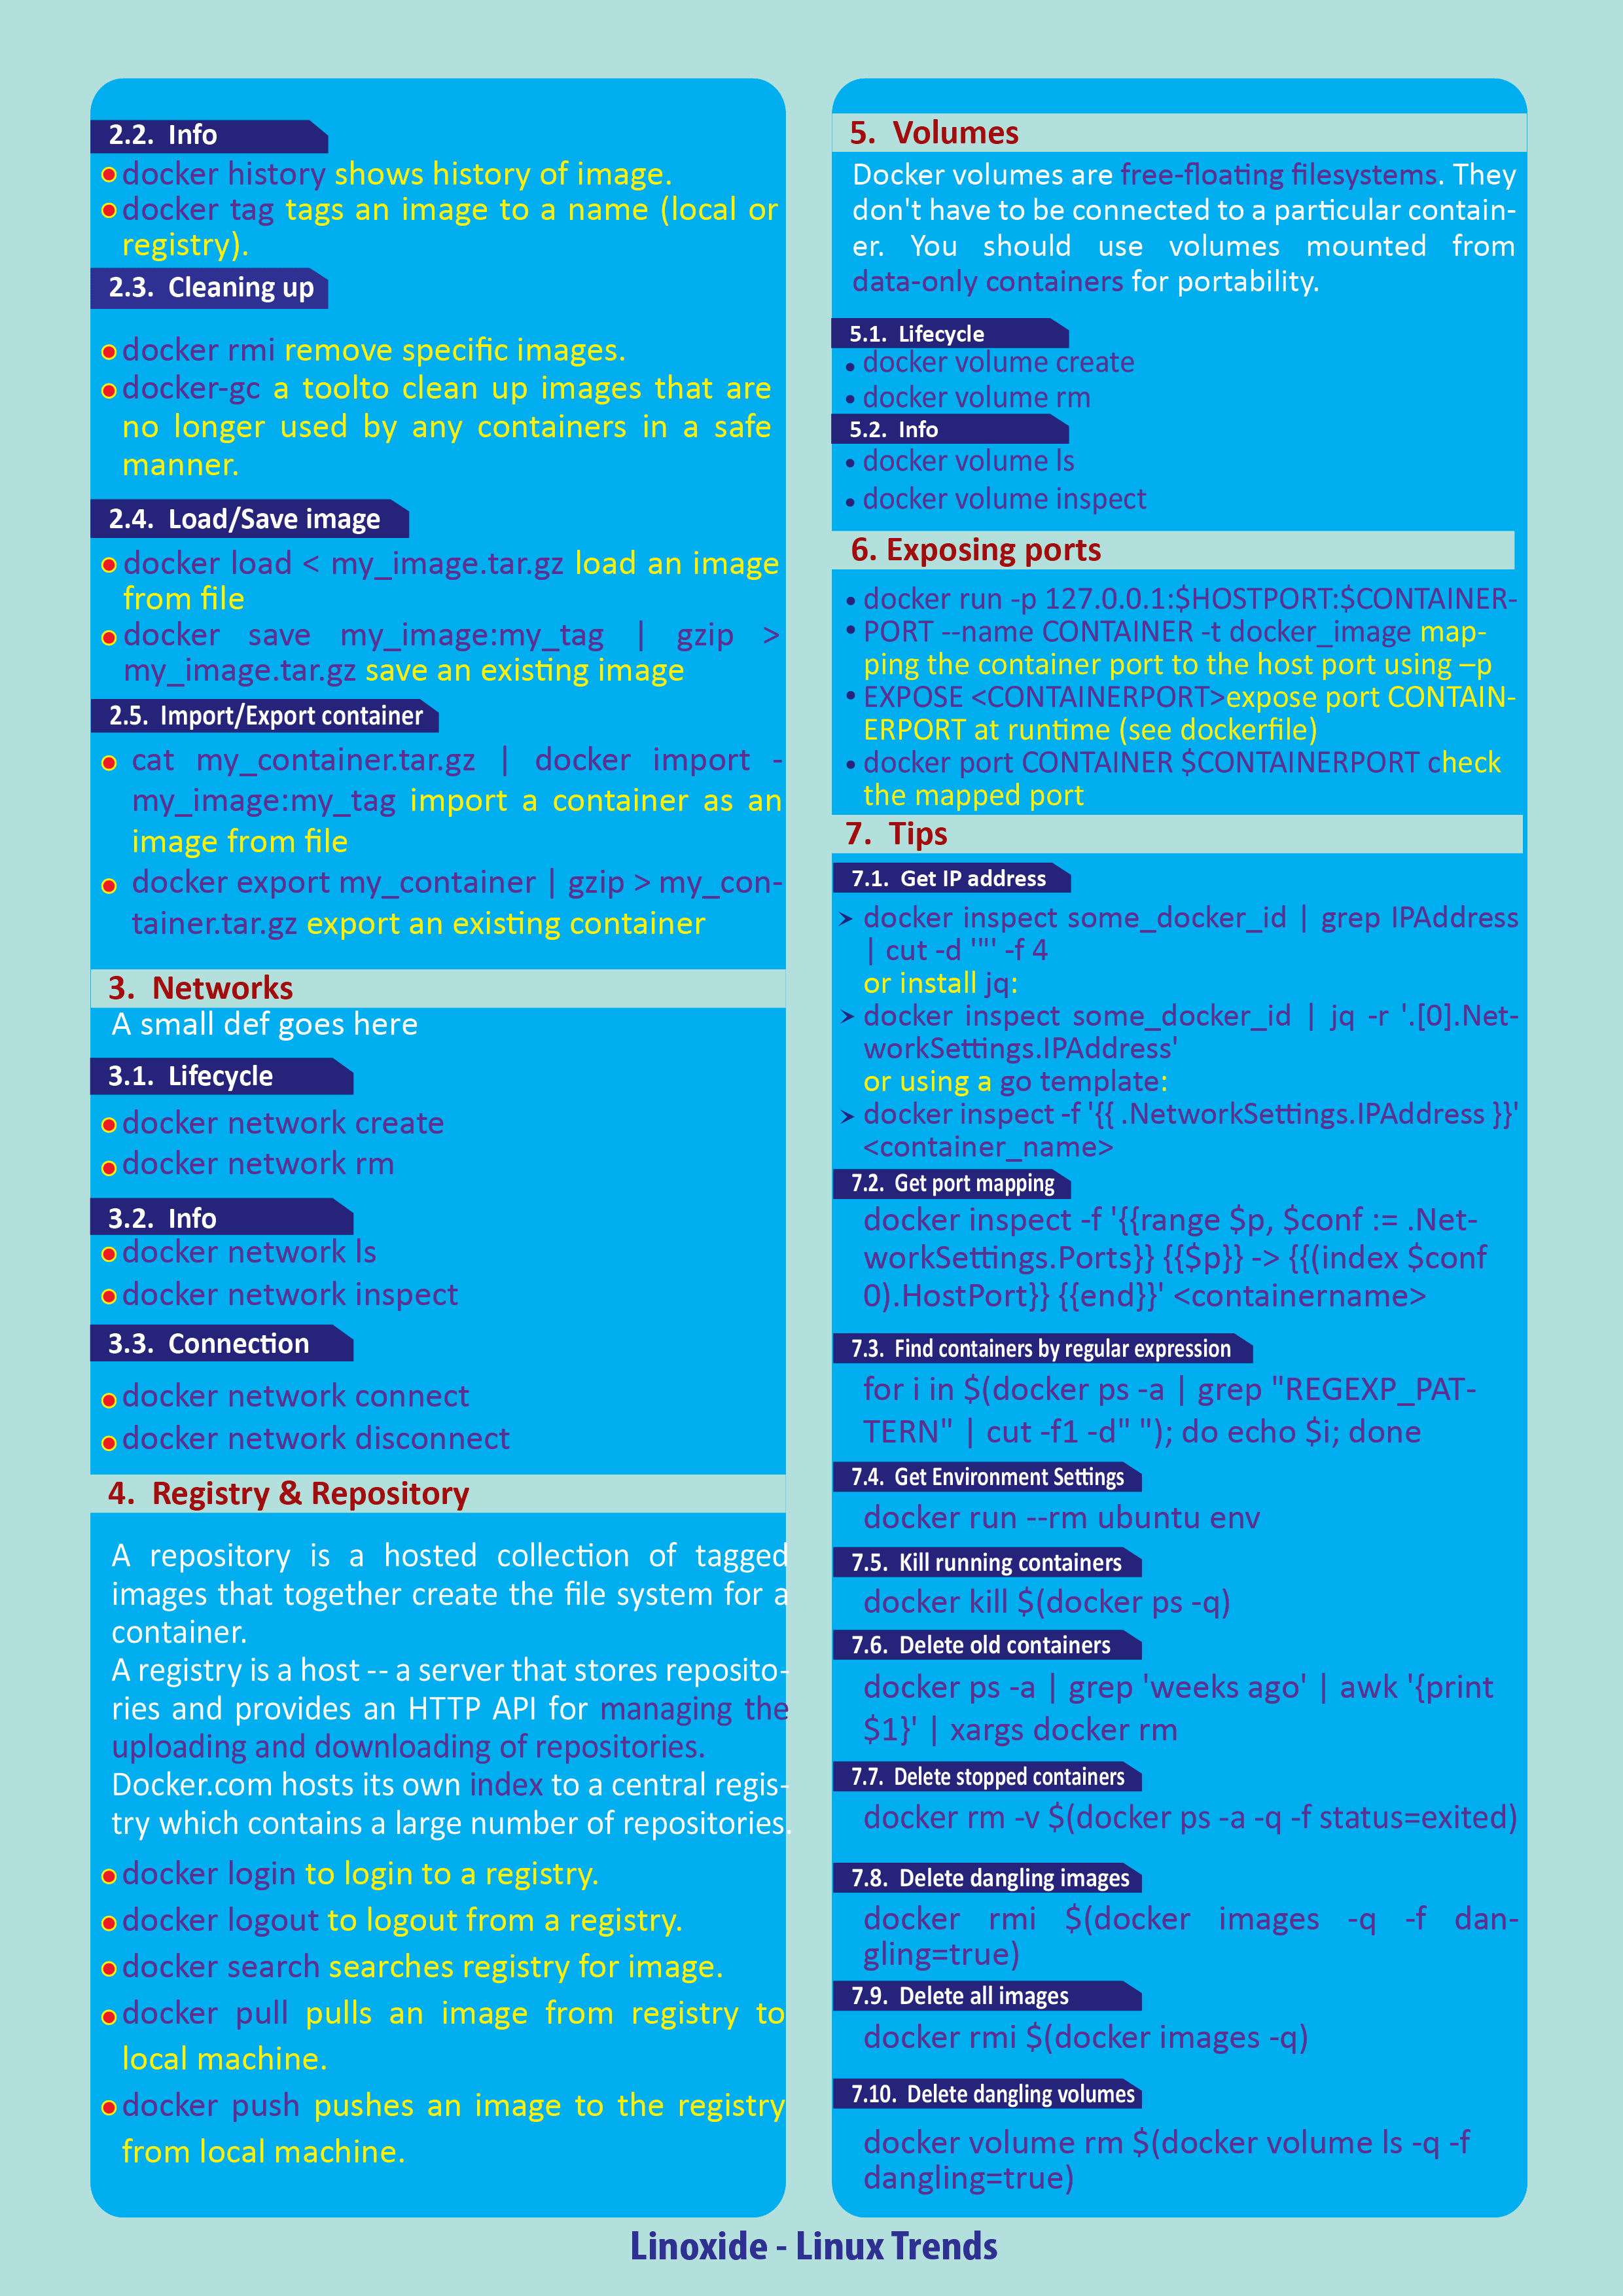 2.2. Info
docker history shows history of image.
docker tag tags an image to a name (local or
registry).
2.3. Cleaning up
docker rmi remove specific images.
docker-gc a toolto clean up images that are
no longer used by any containers in a safe
manner.
2.4. Load/Save image
docker load < my_image.tar.gz load an image
from file
docker save my_image:my_tag | gzip >
my_image.tar.gz save an existing image
2.5. Import/Export container
cat my_container.tar.gz | docker import -
my_image:my_tag import a container as an
image from file
docker export my_container | gzip > my_con-
tainer.tar.gz export an existing container
3. Networks
A small def goes here
3.1. Lifecycle
docker network create
docker network rm
3.2. Info
docker network ls
docker network inspect
3.3. Connection
docker network connect
docker network disconnect
4. Registry & Repository
A repository is a hosted collection of tagged
images that together create the file system for a
container.
A registry is a host -- a server that stores reposito-
ries and provides an HTTP API for managing the
uploading and downloading of repositories.
Docker.com hosts its own index to a central regis-
try which contains a large number of repositories.
docker login to login to a registry.
docker logout to logout from a registry.
docker search searches registry for image.
docker pull pulls an image from registry to
local machine.
docker push pushes an image to the registry
from local machine.
5. Volumes
Docker volumes are free-floating filesystems. They
don't have to be connected to a particular contain-
er. You should use volumes mounted from
data-only containers for portability.
5.1. Lifecycle
• docker volume create
• docker volume rm
5.2. Info
• docker volume ls
• docker volume inspect
6. Exposing ports
• docker run -p 127.0.0.1:$HOSTPORT:$CONTAINER-
• PORT --name CONTAINER -t docker_image map-
ping the container port to the host port using –p
• EXPOSE <CONTAINERPORT>expose port CONTAIN-
ERPORT at runtime (see dockerfile)
• docker port CONTAINER $CONTAINERPORT check
the mapped port
7. Tips
7.1. Get IP address
➢ docker inspect some_docker_id | grep IPAddress
| cut -d '"' -f 4
or install jq:
➢ docker inspect some_docker_id | jq -r '.[0].Net-
workSettings.IPAddress'
or using a go template:
➢ docker inspect -f '{{ .NetworkSettings.IPAddress }}'
<container_name>
7.2. Get port mapping
docker inspect -f '{{range $p, $conf := .Net-
workSettings.Ports}} {{$p}} -> {{(index $conf
0).HostPort}} {{end}}' <containername>
7.3. Find containers by regular expression
for i in $(docker ps -a | grep "REGEXP_PAT-
TERN" | cut -f1 -d" "); do echo $i; done
7.4. Get Environment Settings
docker run --rm ubuntu env
7.5. Kill running containers
docker kill $(docker ps -q)
7.6. Delete old containers
docker ps -a | grep 'weeks ago' | awk '{print
$1}' | xargs docker rm
7.7. Delete stopped containers
docker rm -v $(docker ps -a -q -f status=exited)
7.8. Delete dangling images
docker rmi $(docker images -q -f dan-
gling=true)
7.9. Delete all images
docker rmi $(docker images -q)
7.10. Delete dangling volumes
docker volume rm $(docker volume ls -q -f
dangling=true)
Linoxide - Linux Trends